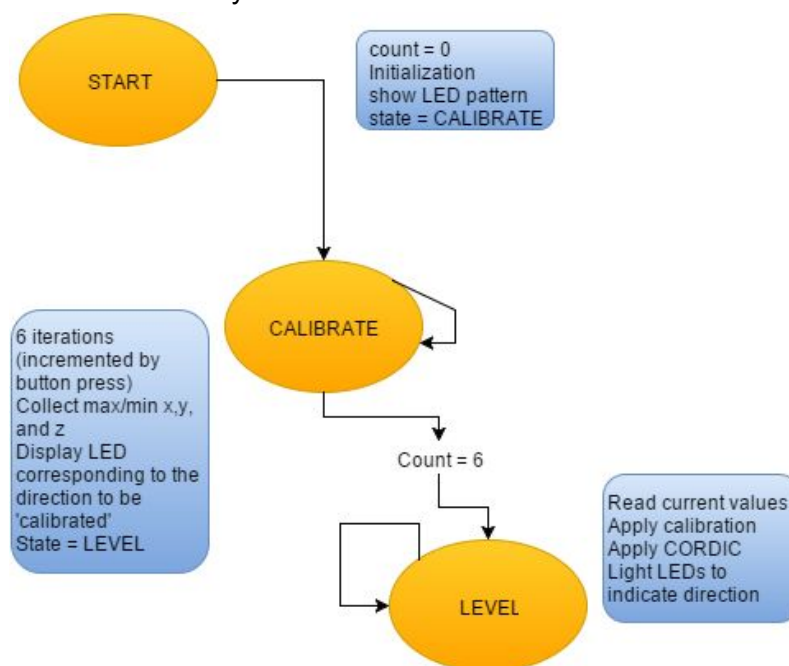 START
count = 0
Initialization
show LED pattern
state = CALIBRATE
CALIBRATE
6 iterations
(incremented by
button press)
Collect max/min x,y,
and z
Display LED
corresponding to the
direction to be
'calibrated'
State = LEVEL
Count = 6
Read current values
Apply calibration
Apply CORDIC
Light LEDs to
indicate direction
LEVEL